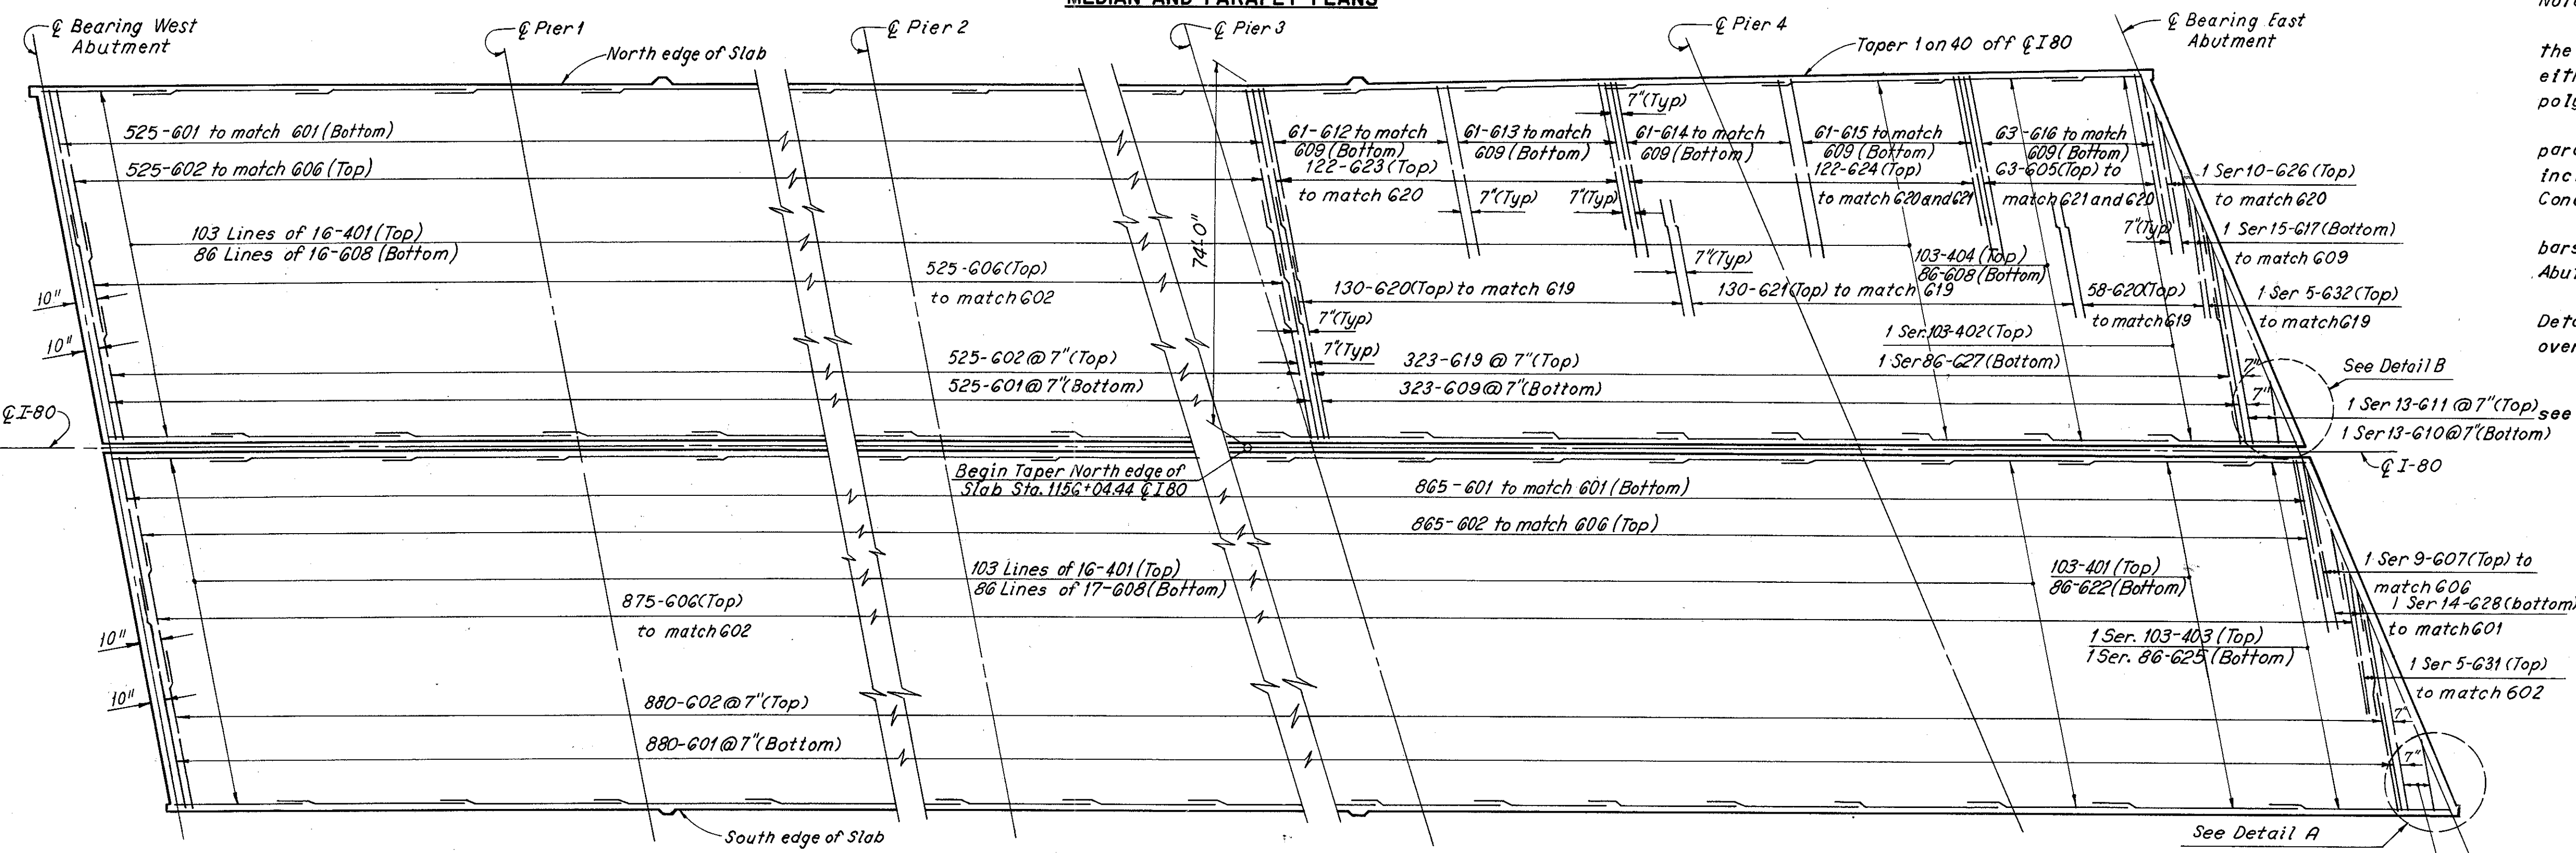 MEDIAN AND PARAPET PLANS
℄ Bearing West
Abutment
℄ Pier 1
North edge of Slab
℄ Pier 2
℄ Pier 3
℄ Pier 4
Taper 1 on 40 off ℄ I80
℄ Bearing East
Abutment
the
eith
poly
para
inc
Conc
bars
Abut
Deta
over
see
525-601 to match 601 (Bottom)
525-602 to match 606 (Top)
103 Lines of 16-401 (Top)
86 Lines of 16-608 (Bottom)
525-606 (Top)
to match 602
10"
10"
525-602 @ 7" (Top)
525-601 @ 7" (Bottom)
74'-0"
7" (Typ)
61-612 to match
609 (Bottom)
61-613 to match
609 (Bottom)
61-614 to match
609 (Bottom)
61-615 to match
609 (Bottom)
63-616 to match
609 (Bottom)
122-623 (Top)
to match 620
7" (Typ)
7" (Typ)
122-624 (Top)
to match 620 and 621
63-605 (Top) to
match 621 and 620
1 Ser 10-626 (Top)
to match 620
7" (Typ)
1 Ser 15-617 (Bottom)
to match 609
7" (Typ)
103-404 (Top)
86-608 (Bottom)
130-620 (Top) to match 619
130-621 (Top) to match 619
58-620 (Top)
to match 619
1 Ser 5-632 (Top)
to match 619
7" (Typ)
7" (Typ)
323-619 @ 7" (Top)
323-609 @ 7" (Bottom)
1 Ser. 103-402 (Top)
1 Ser 86-627 (Bottom)
See Detail B
7"
7"
1 Ser 13-611 @ 7" (Top)
1 Ser 13-610 @ 7" (Bottom)
℄ I-80
℄ I-80
Begin Taper North edge of
Slab Sta. 1156+04.44 ℄ I80
865-601 to match 601 (Bottom)
865-602 to match 606 (Top)
103 Lines of 16-401 (Top)
86 Lines of 17-608 (Bottom)
103-401 (Top)
86-622 (Bottom)
1 Ser 9-607 (Top) to
match 606
1 Ser 14-628 (bottom)
to match 601
875-606 (Top)
to match 602
1 Ser. 103-403 (Top)
1 Ser. 86-625 (Bottom)
1 Ser 5-631 (Top)
to match 602
10"
10"
880-602 @ 7" (Top)
880-601 @ 7" (Bottom)
7"
7"
South edge of Slab
See Detail A